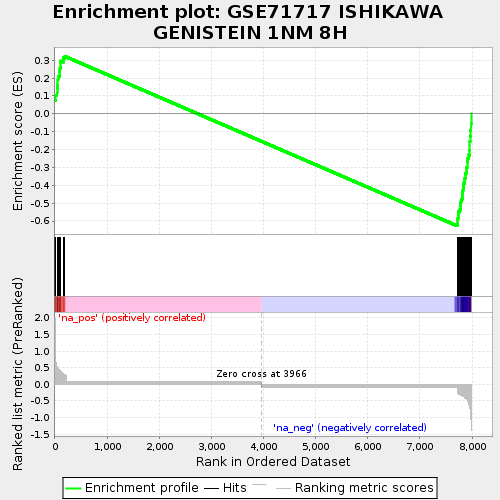 Enrichment plot: GSE71717 ISHIKAWA
GENISTEIN 1NM 8H
Enrichment score (ES)
0.3
0.2
0.1
0.0
-0.1
-0.2
-0.3
-0.4
-0.5
-0.6
Ranked list metric (PreRanked)
2.0
1.5
1.0
0.5
0.0
-0.5
-1.0
-1.5
'na_pos' (positively correlated)
Zero cross at 3966
'na_neg' (negatively correlated)
0 1,000 2,000 3,000 4,000 5,000 6,000 7,000 8,000
Rank in Ordered Dataset
Enrichment profile Hits Ranking metric scores